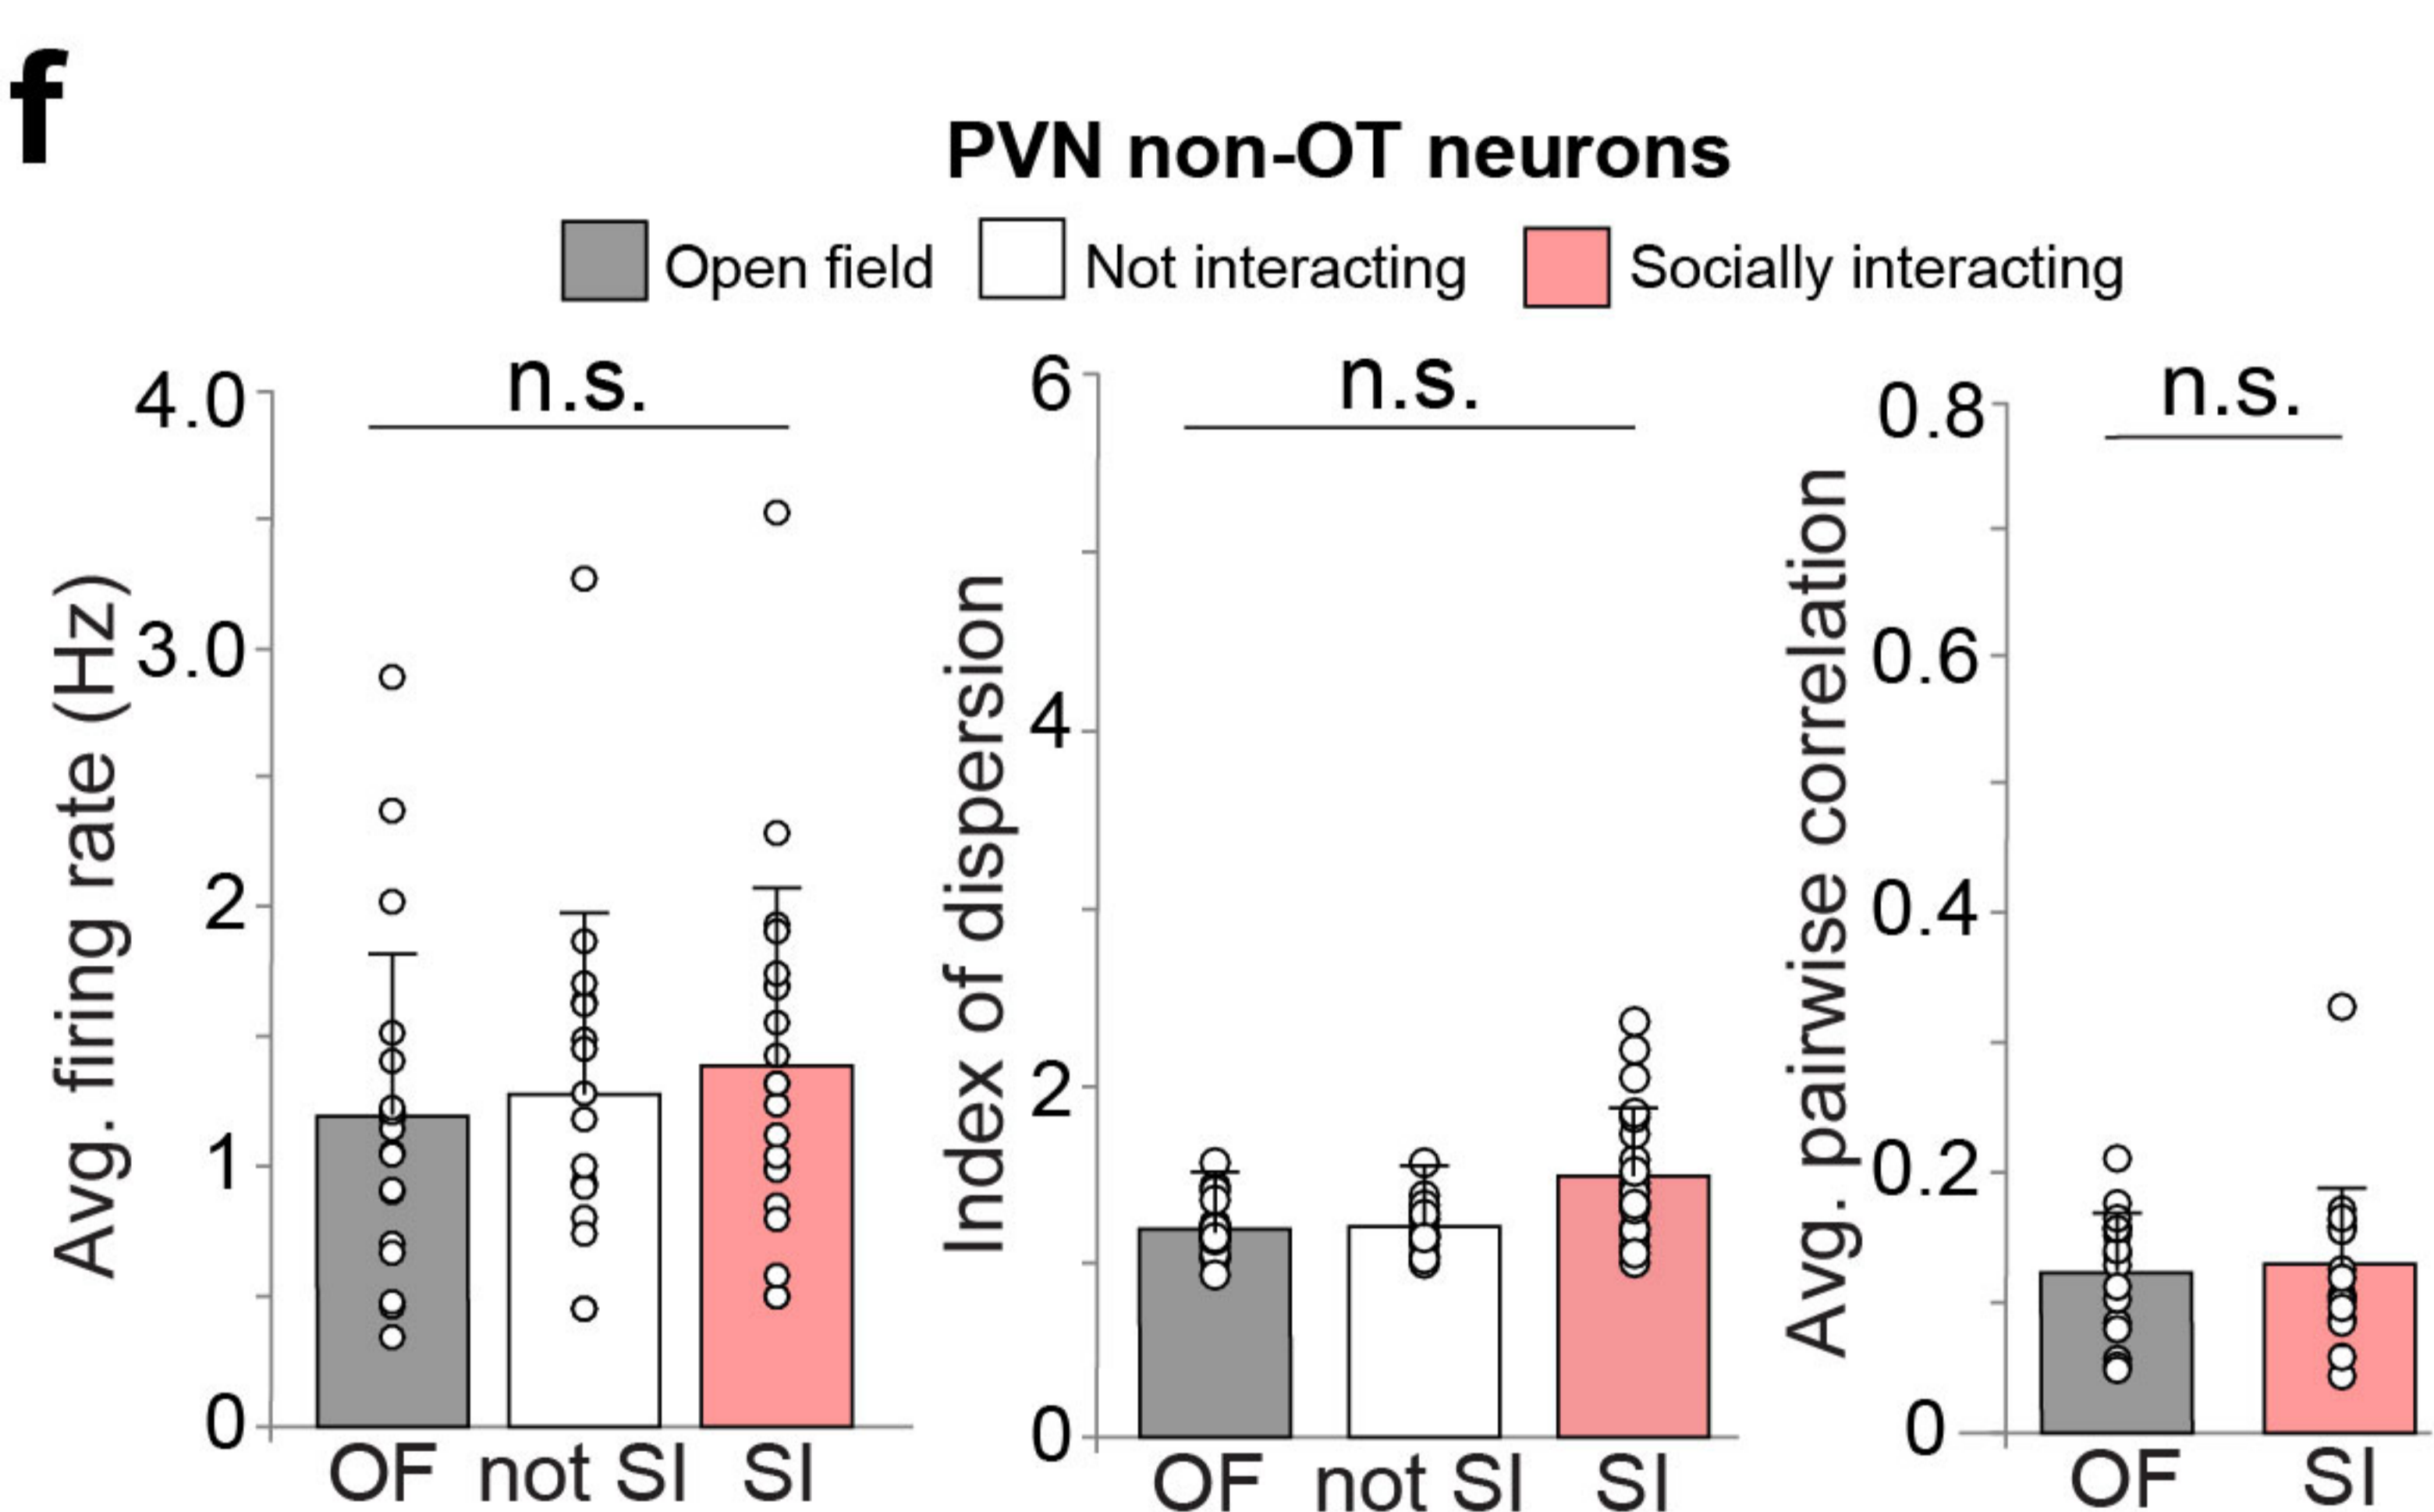 f
PVN non-OT neurons
Open field Not interacting Socially interacting
n.s.
Avg. firing rate (Hz)
4.0
3.0
2
1
0
OF not SI SI
n.s.
Index of dispersion
6
4
2
0
OF not SI SI
n.s.
Avg. pairwise correlation
0.8
0.6
0.4
0.2
0
OF SI